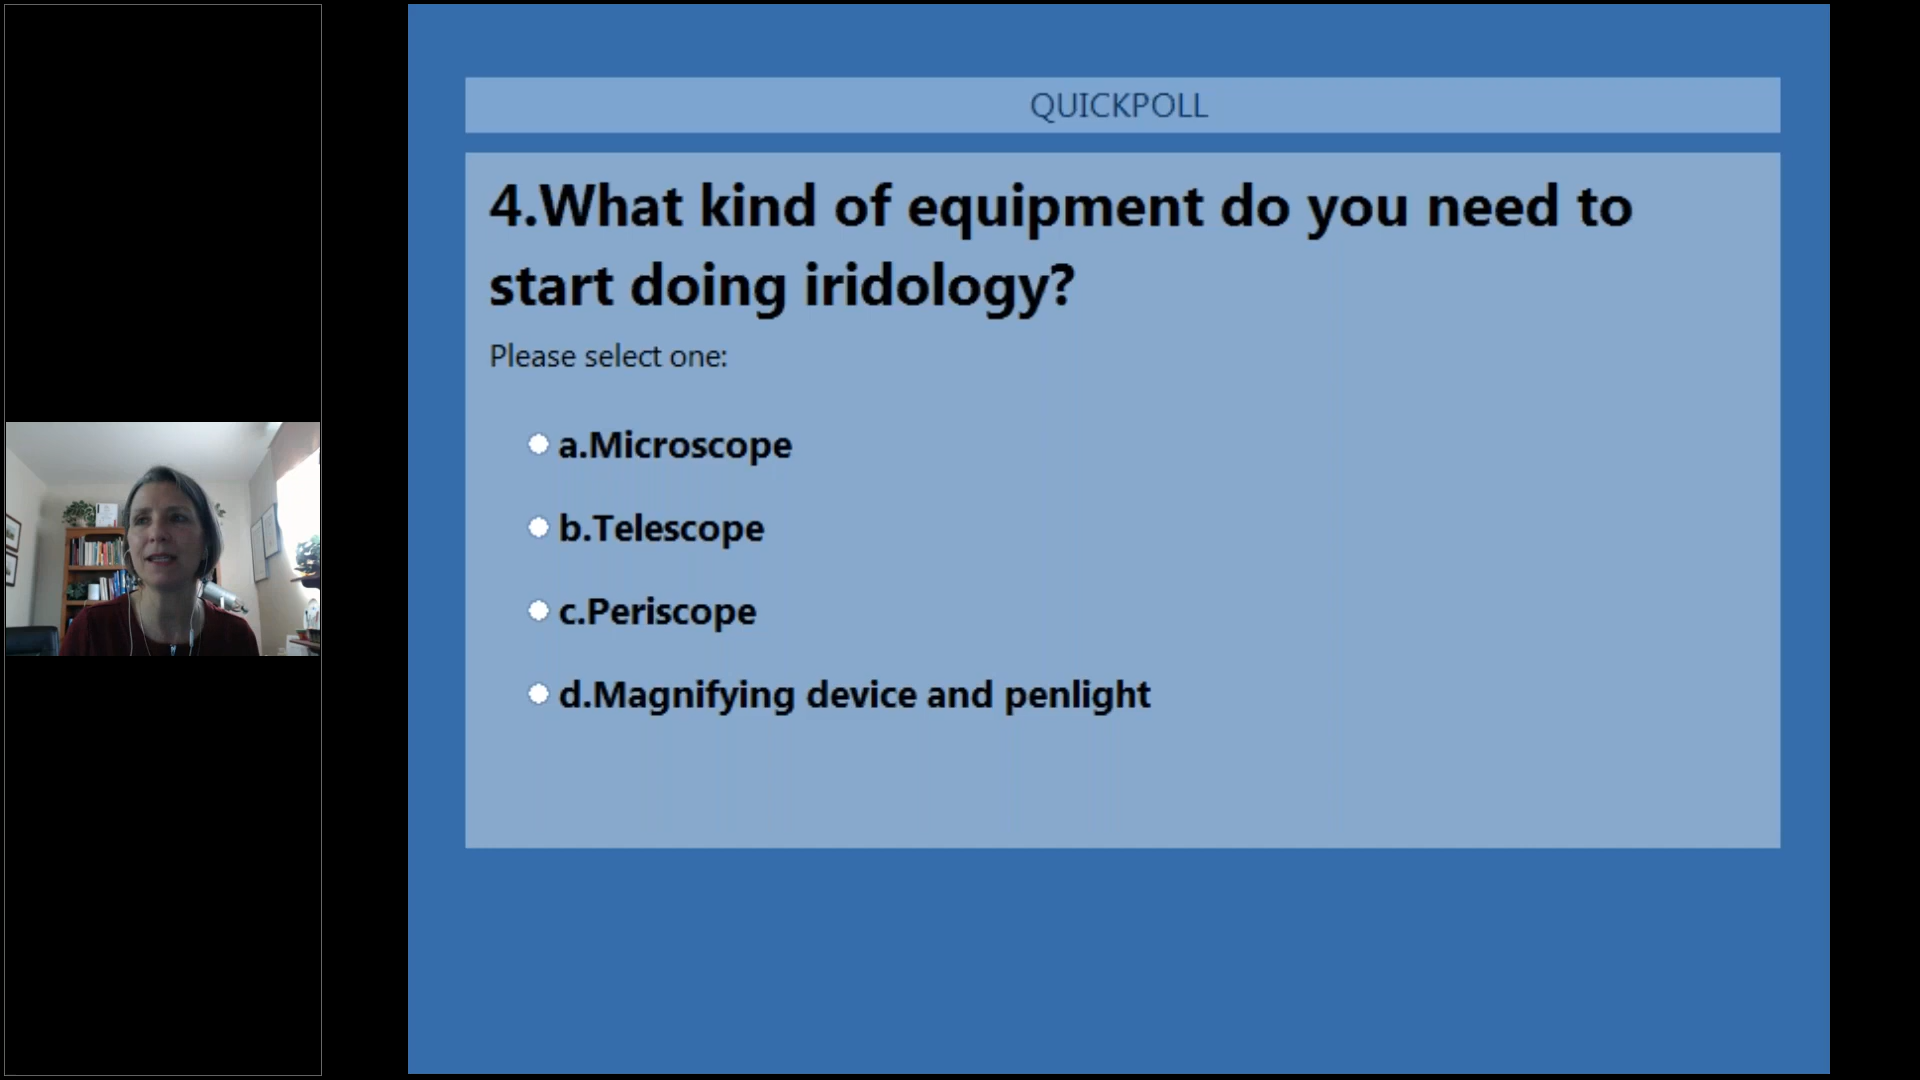 QUICKPOLL
4.What kind of equipment do you need to
start doing iridology?
Please select one:
a.Microscope
b.Telescope
c.Periscope
d.Magnifying device and penlight